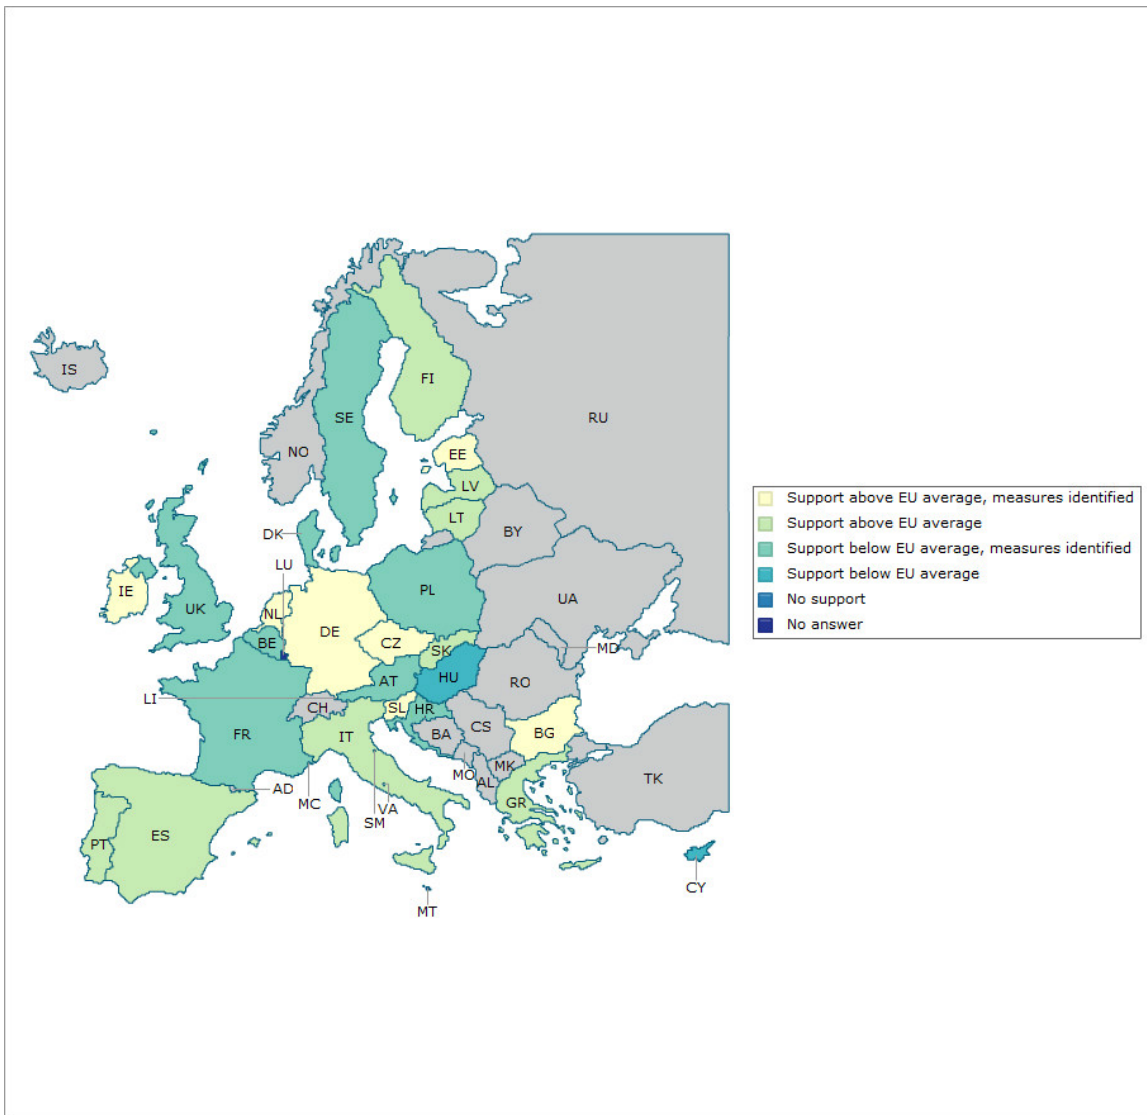 IS
FI
SE
RU
NO
EE
LV
LT
DK
BY
LU
IE
UK
NL
DE
PL
UA
BE
CZ
SK
MD
AT
HU
RO
LI
CH
SL
HR
CS
BA
BG
FR
IT
MO
MK
AL
TK
AD
MC
VA
SM
GR
PT
ES
CY
MT
Support above EU average, measures identified
Support above EU average
Support below EU average, measures identified
Support below EU average
No support
No answer